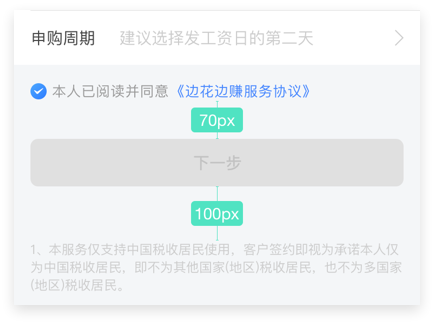 申购周期 建议选择发工资日的第二天
本人已阅读并同意《边花边赚服务协议》
70px
下一步
100px
1、本服务仅支持中国税收居民使用，客户签约即视为承诺本人仅
为中国税收居民，即不为其他国家(地区)税收居民，也不为多国家
(地区)税收居民。